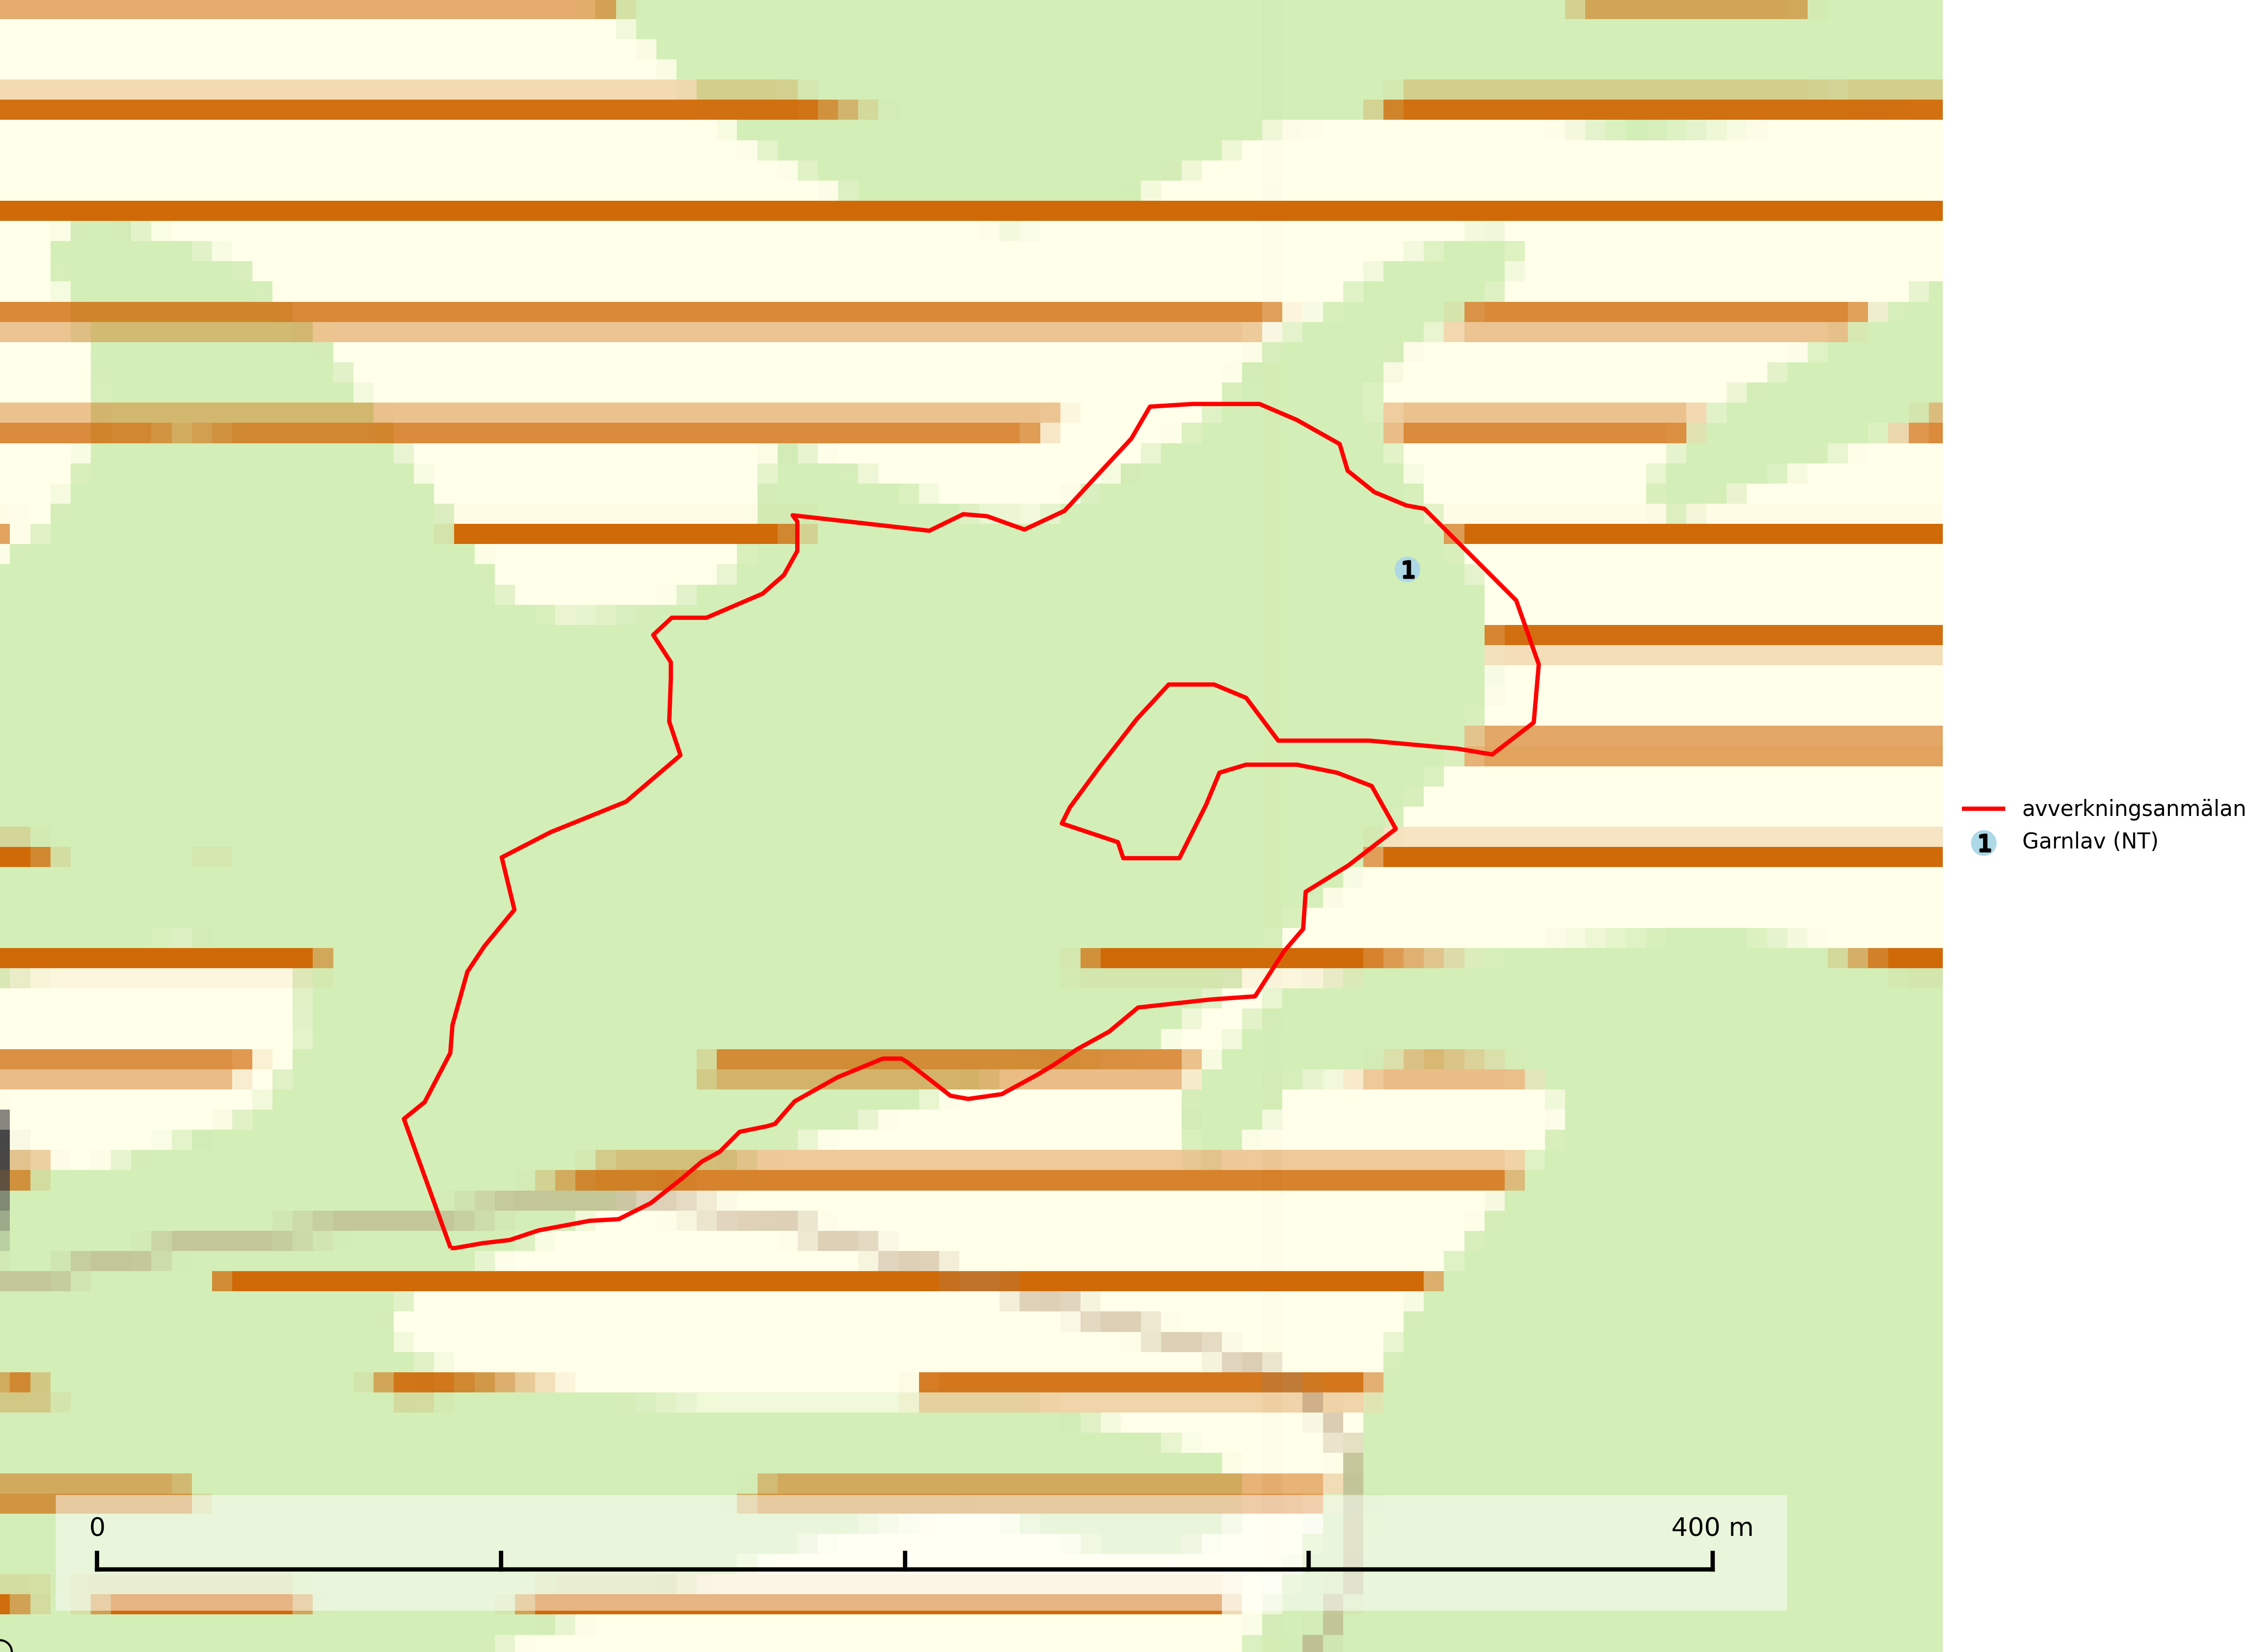 1
avverkningsanmälan
1 Garnlav (NT)
0 400 m